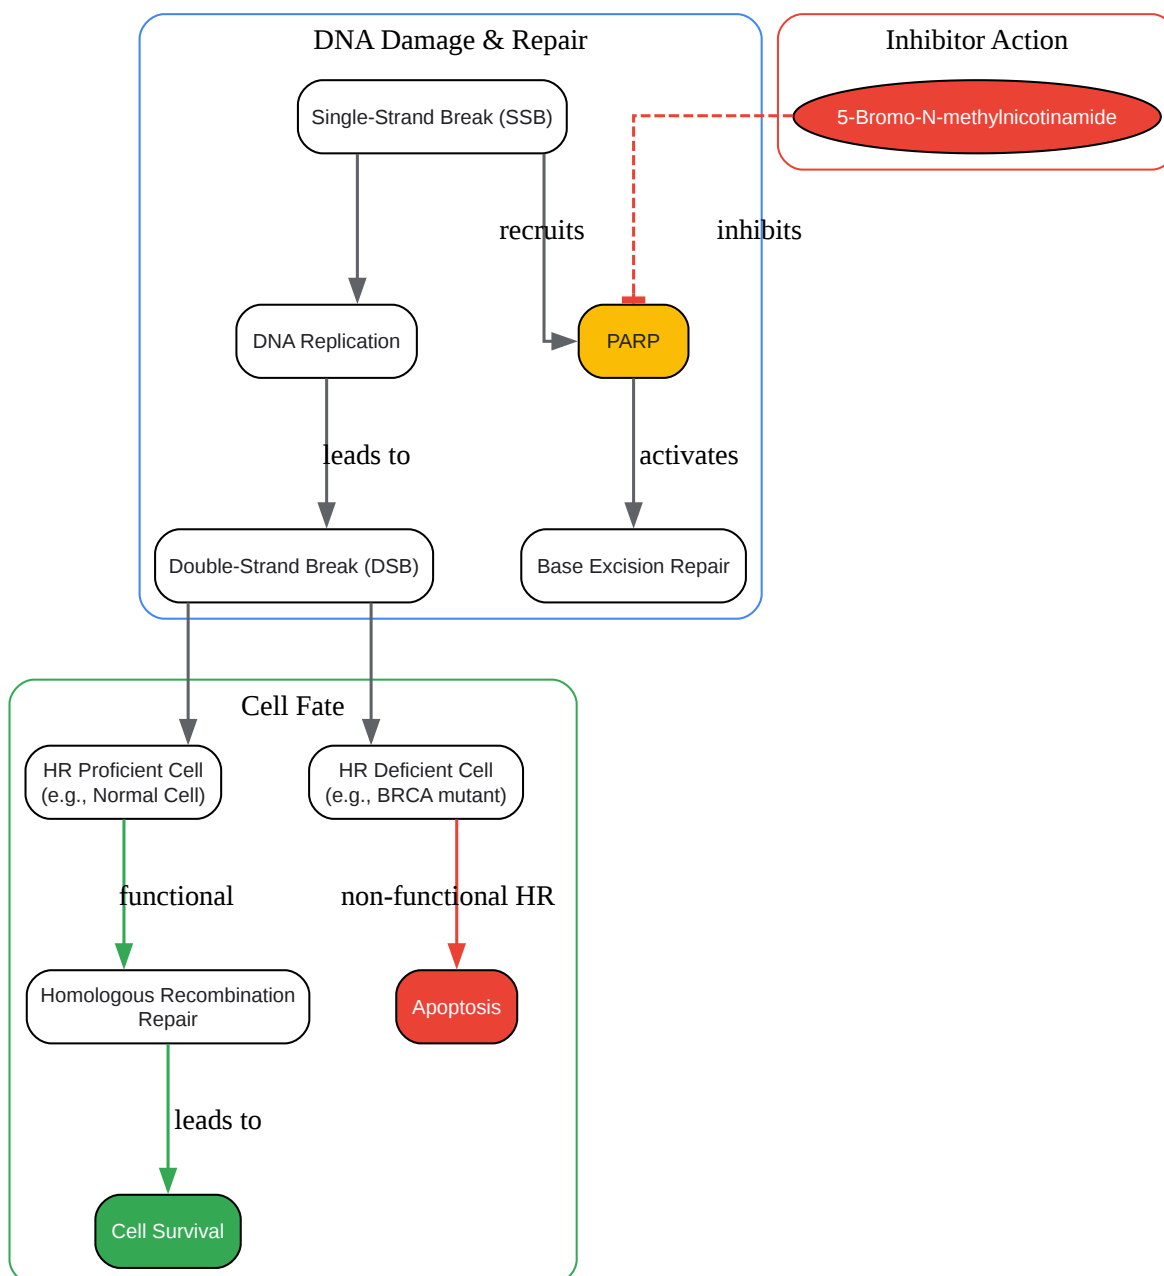 DNA Damage & Repair
Inhibitor Action
Single-Strand Break (SSB)
5-Bromo-N-methylnicotinamide
recruits
inhibits
DNA Replication
PARP
leads to
activates
Double-Strand Break (DSB)
Base Excision Repair
Cell Fate
HR Proficient Cell
(e.g., Normal Cell)
HR Deficient Cell
(e.g., BRCA mutant)
functional
non-functional HR
Homologous Recombination
Repair
Apoptosis
leads to
Cell Survival